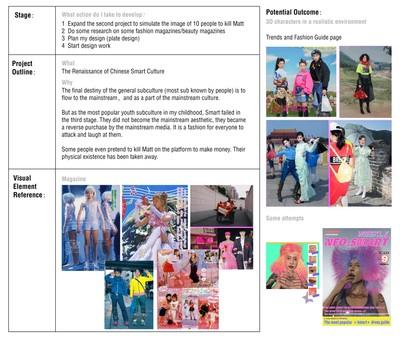 Stage:
What action do I take to develop?
1 Expand the second project to simulate the image of 10 people to kill Matt
2 Do some research on some fashion magazines/beauty magazines
3 Plan my design (plate design)
4 Start design work
Project
Outline:
What
The Renaissance of Chinese Smart Culture
Why
The final destiny of the general subculture (most sub known by people) is to
flow to the mainstream, and as a part of the mainstream culture.
But as the most popular youth subculture in my childhood, Smart failed in
the third stage. They did not become the mainstream aesthetic, they became
a reverse purchase by the mainstream media. It is a fashion for everyone to
attack and laugh at them.
Some people even pretend to kill Matt on the platform to make money. Their
physical existence has been taken away.
Visual
Element
Reference:
Magazine
Potential Outcome:
3D characters in a realistic environment
Trends and Fashion Guide page
Some attempts
NEO-SMART
The most popular